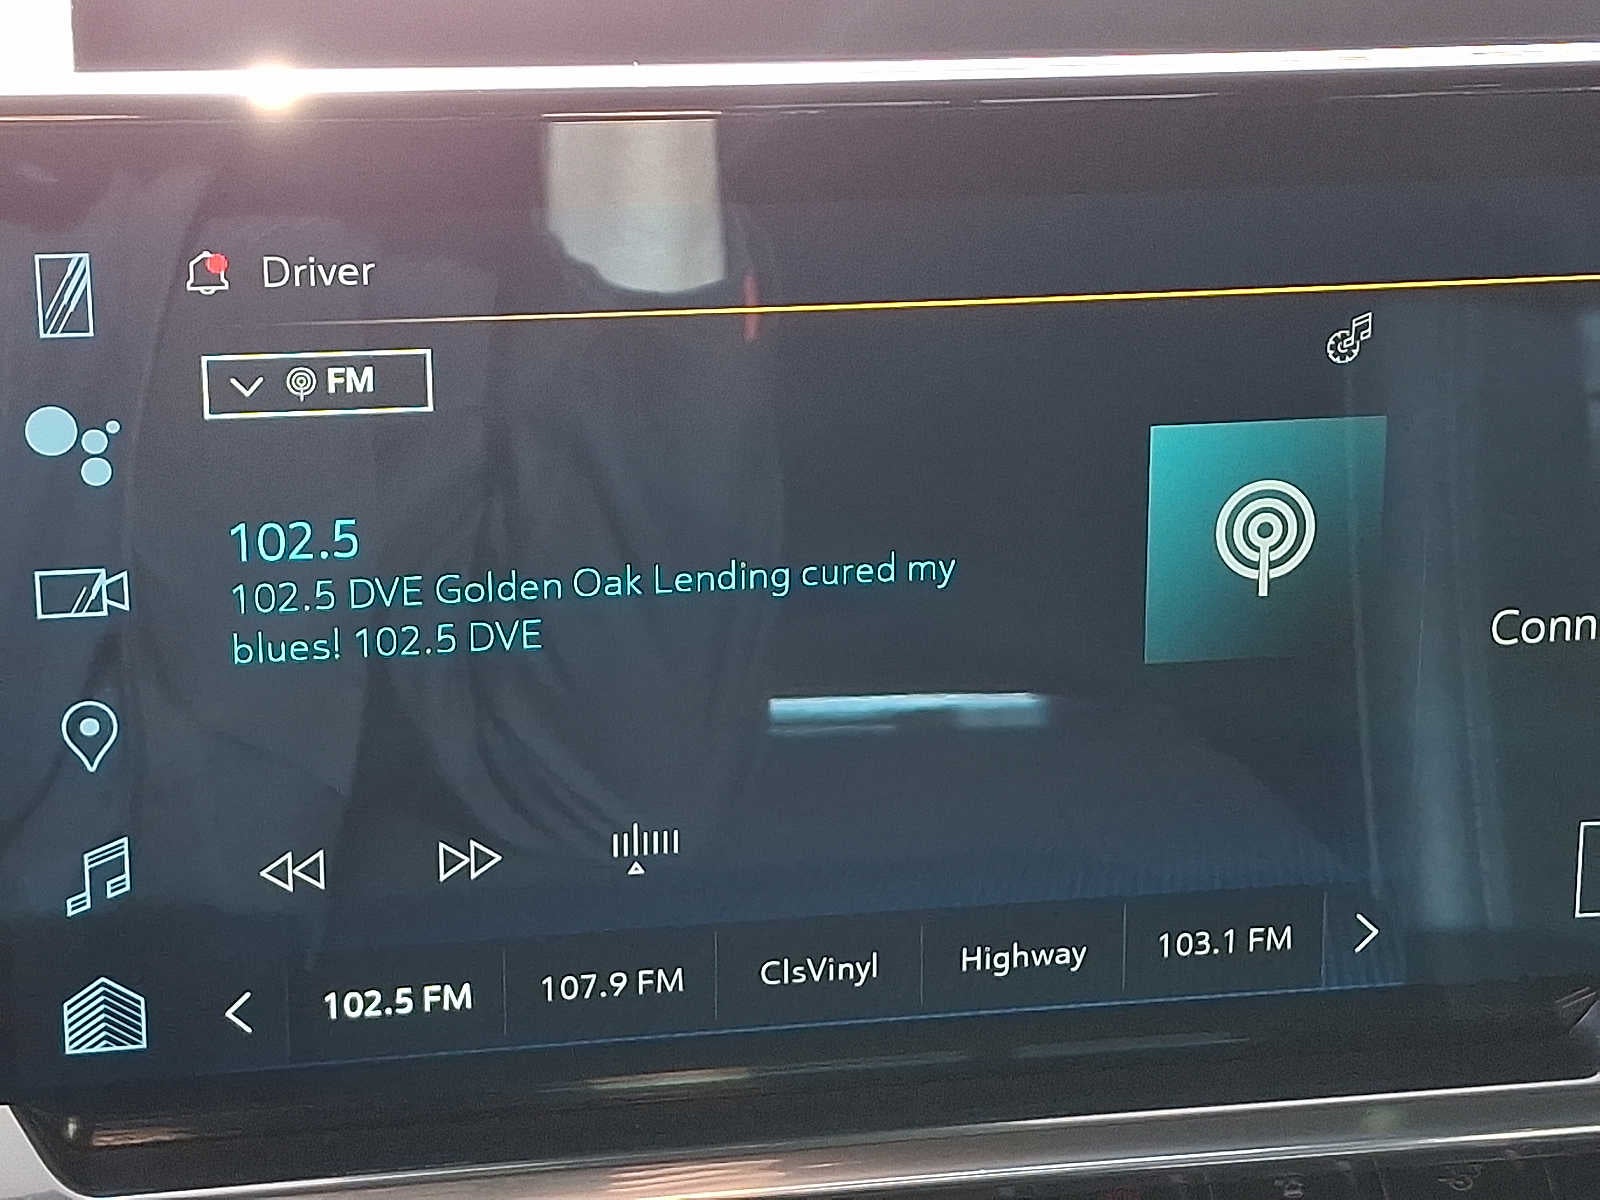 Driver
FM
102.5
102.5 DVE Golden Oak Lending cured my
blues! 102.5 DVE
Conn
102.5 FM 107.9 FM ClsVinyl Highway 103.1 FM